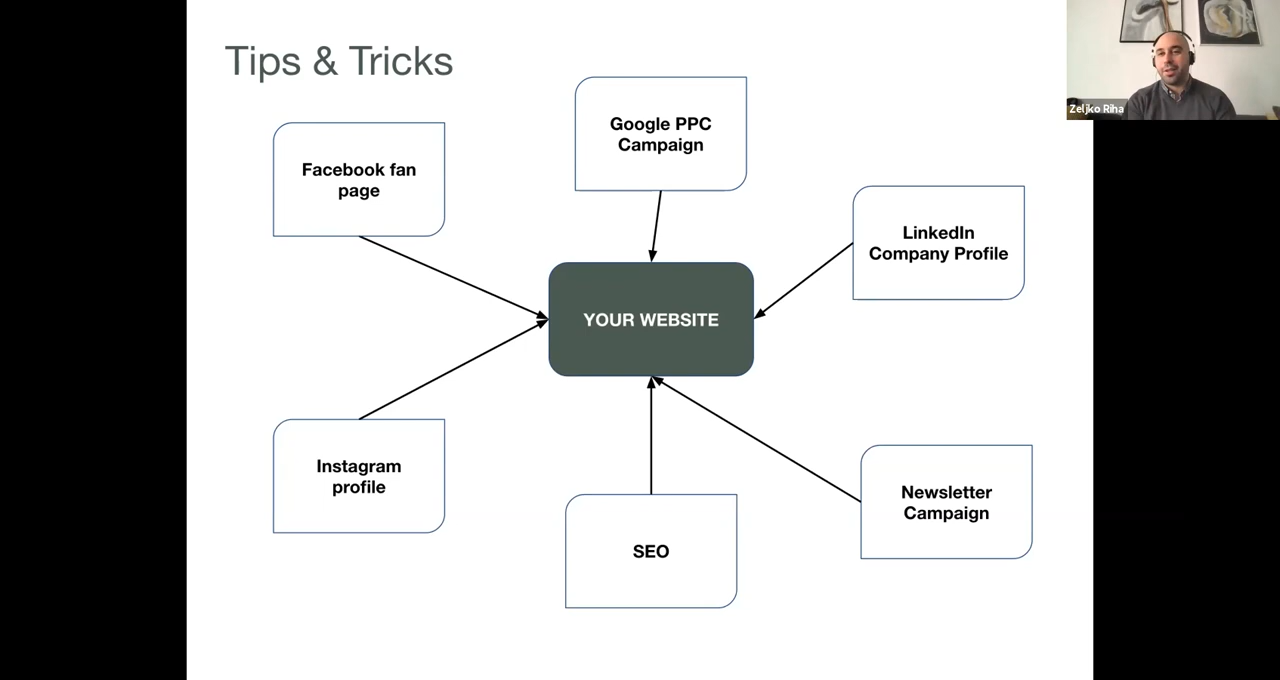 Tips & Tricks
Zeljko Riha
Google PPC
Campaign
Facebook fan
page
LinkedIn
Company Profile
YOUR WEBSITE
Instagram
profile
Newsletter
Campaign
SEO